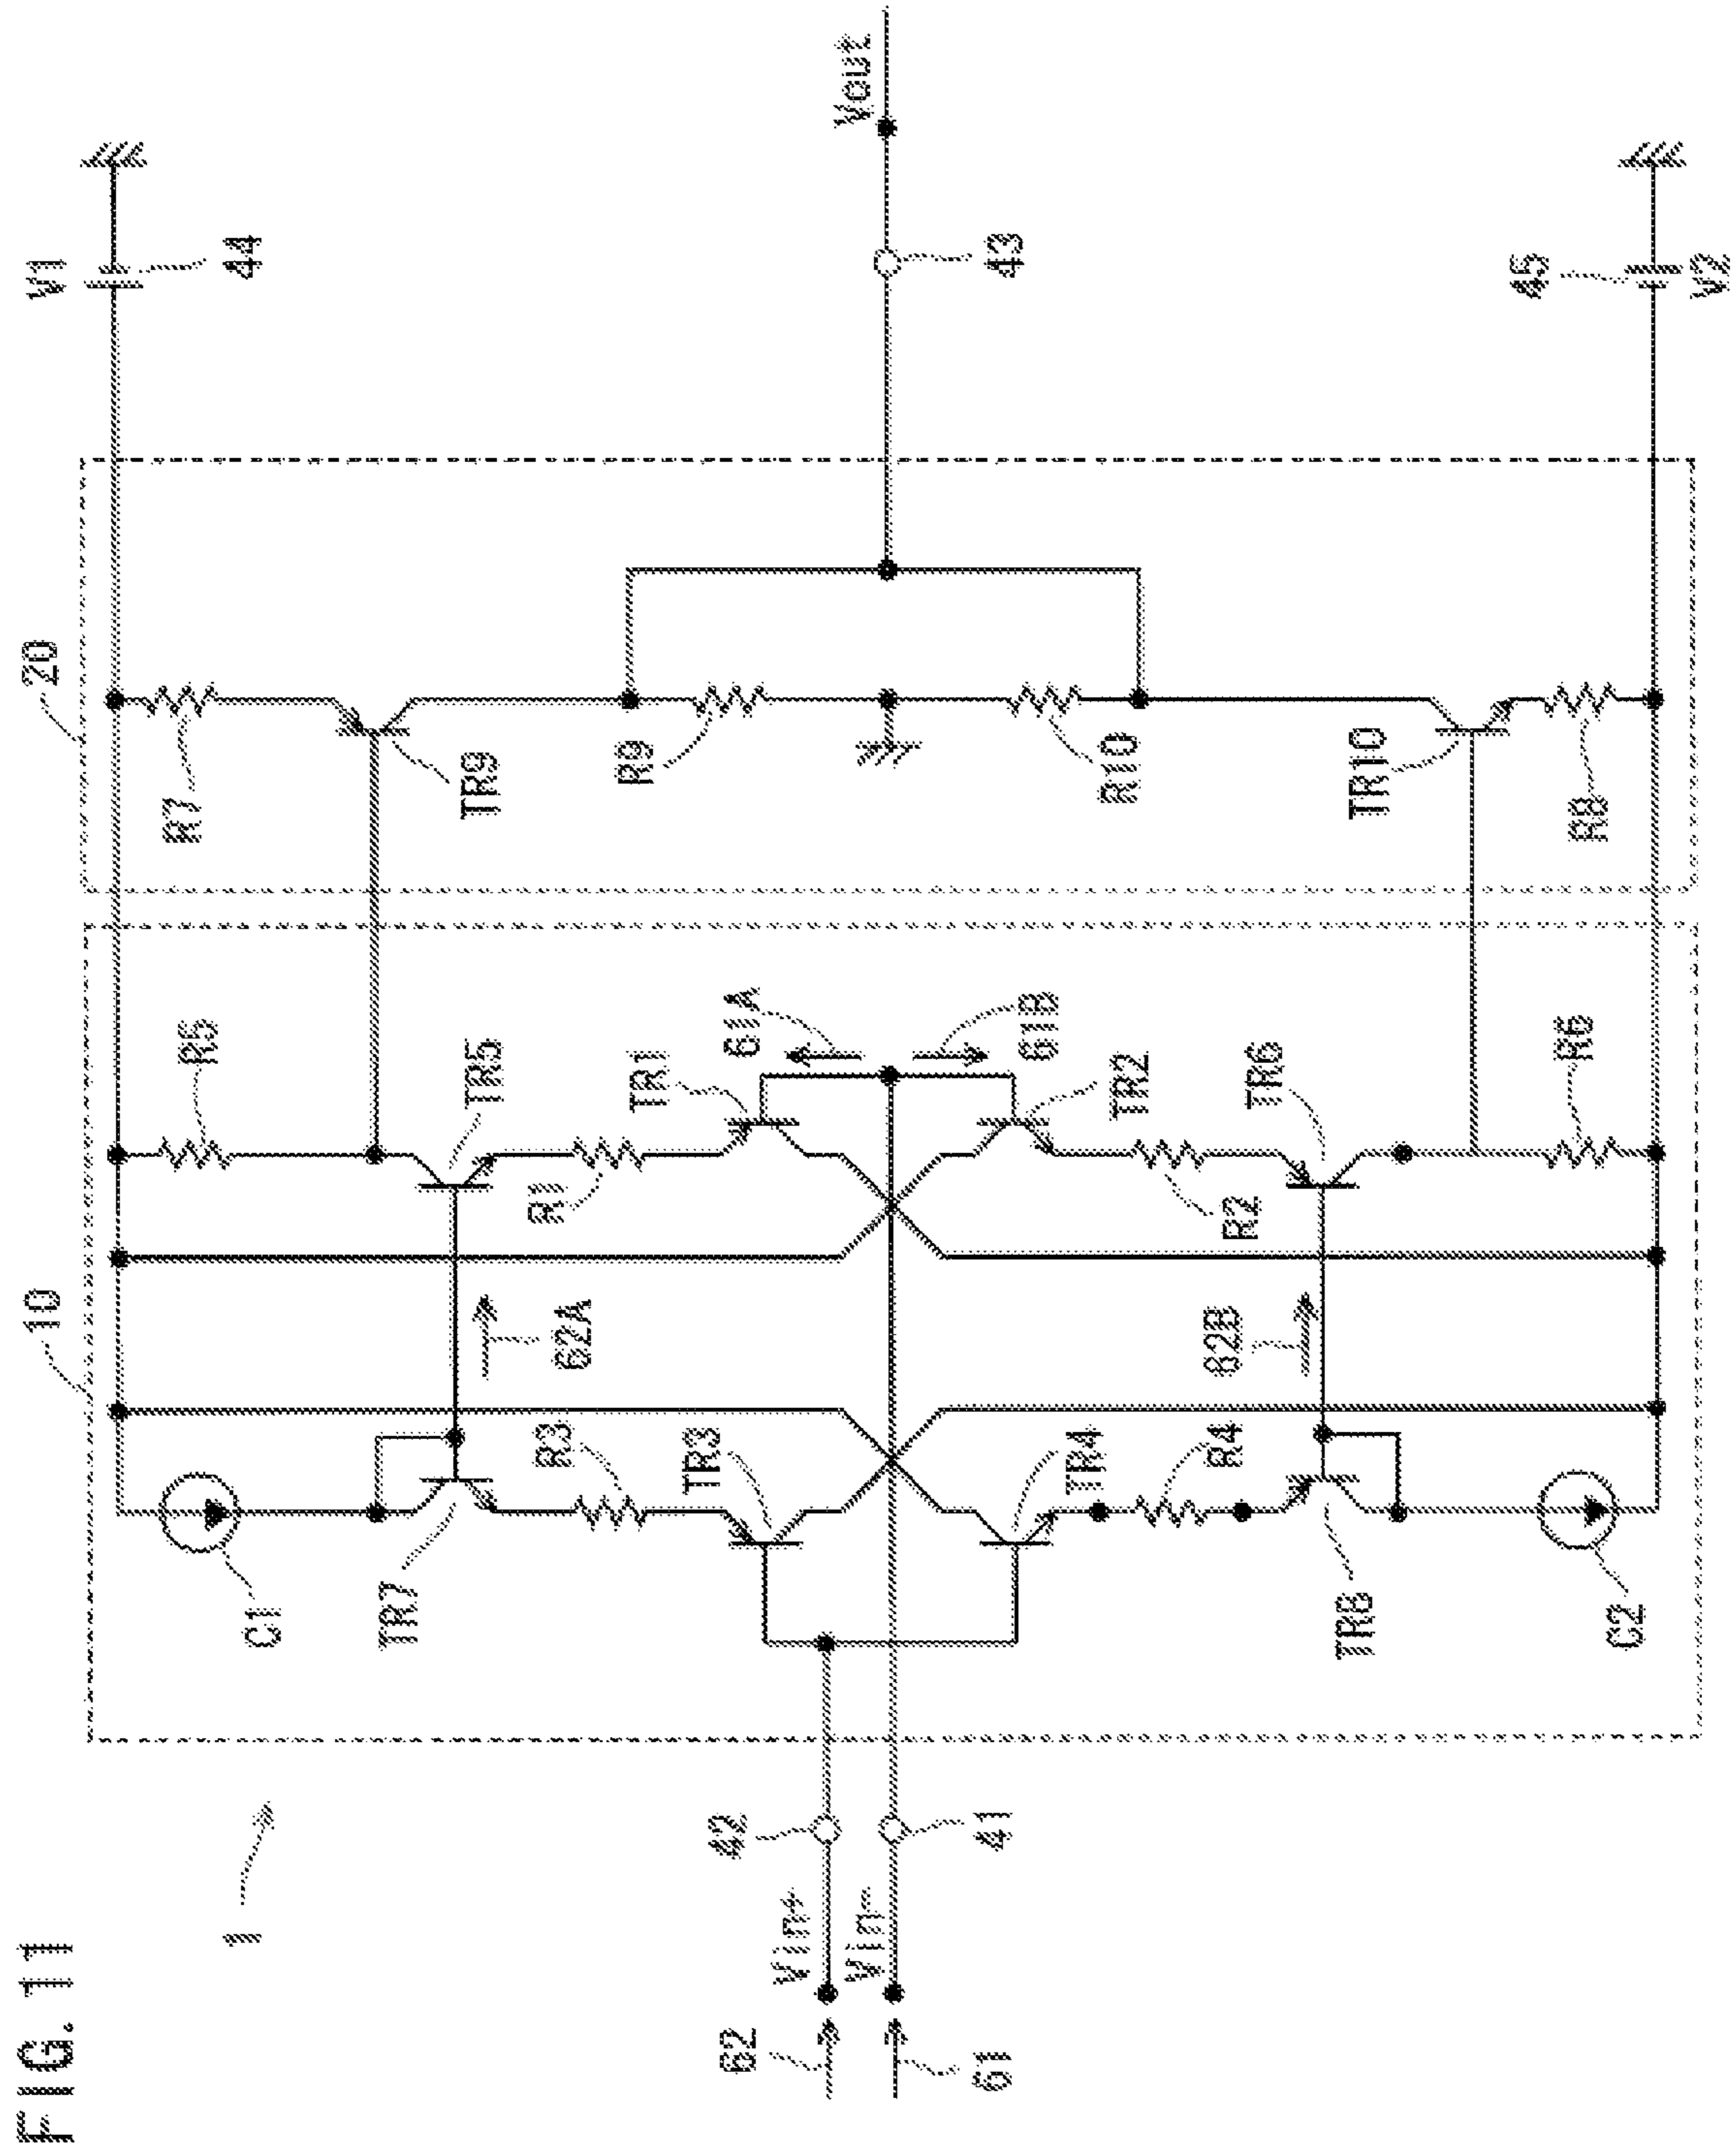 FIG. 11
1
10
20
V1
44
C1
R5
R7
TR7
62A
TR5
TR9
R3
R1
R9
TR3
TR1
61A
62
Vin+
42
Vout
61
Vin-
41
43
TR4
61B
R4
TR2
R10
62B
R2
TR6
TR8
TR10
C2
R6
R8
45
V2